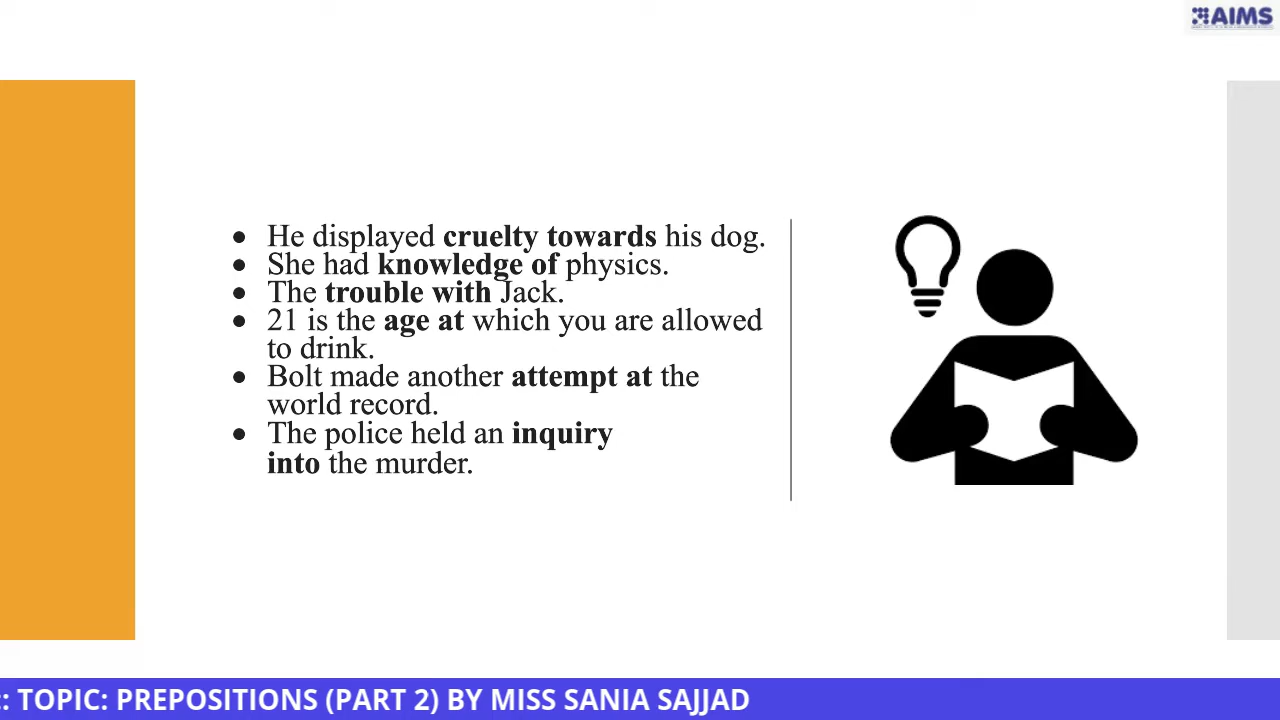 AIMS
• He displayed cruelty towards his dog.
• She had knowledge of physics.
• The trouble with Jack.
• 21 is the age at which you are allowed
to drink.
• Bolt made another attempt at the
world record.
• The police held an inquiry
into the murder.
:: TOPIC: PREPOSITIONS (PART 2) BY MISS SANIA SAJJAD